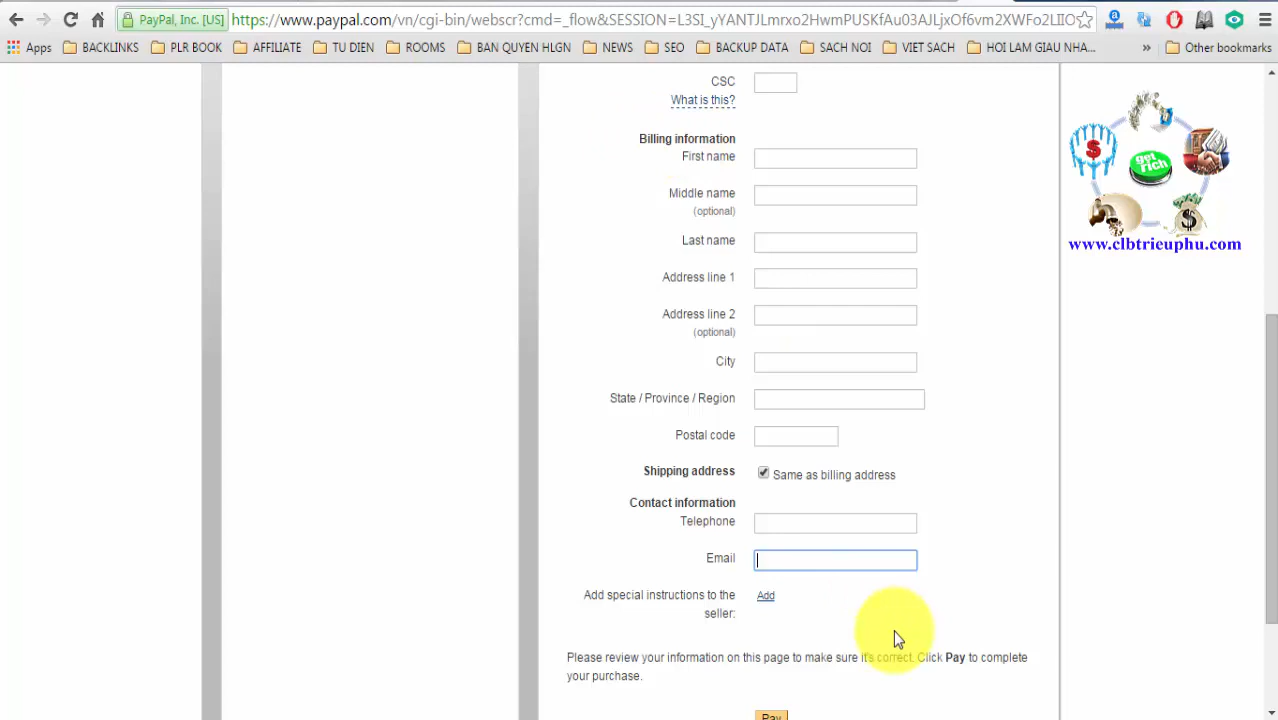 PayPal, Inc. [US] https://www.paypal.com/vn/cgi-bin/webscr?cmd=_flow&SESSION=L3SI_yYANTJLmrxo2HwmPUSKfAu03AJLjxOf6vm2XWFo2LIIO
Apps BACKLINKS PLR BOOK AFFILIATE TU DIEN ROOMS BAN QUYEN HLGN NEWS SEO BACKUP DATA SACH NOI VIET SACH HOI LAM GIAU NHA... » Other bookmarks
CSC
What is this?
Billing information
First name
Middle name
(optional)
Last name
Address line 1
Address line 2
(optional)
City
State / Province / Region
Postal code
Shipping address Same as billing address
Contact information
Telephone
Email
Add special instructions to the seller: Add
Please review your information on this page to make sure it's correct. Click Pay to complete
your purchase.
Pay
$
get
rich
$
www.clbtrieuphu.com